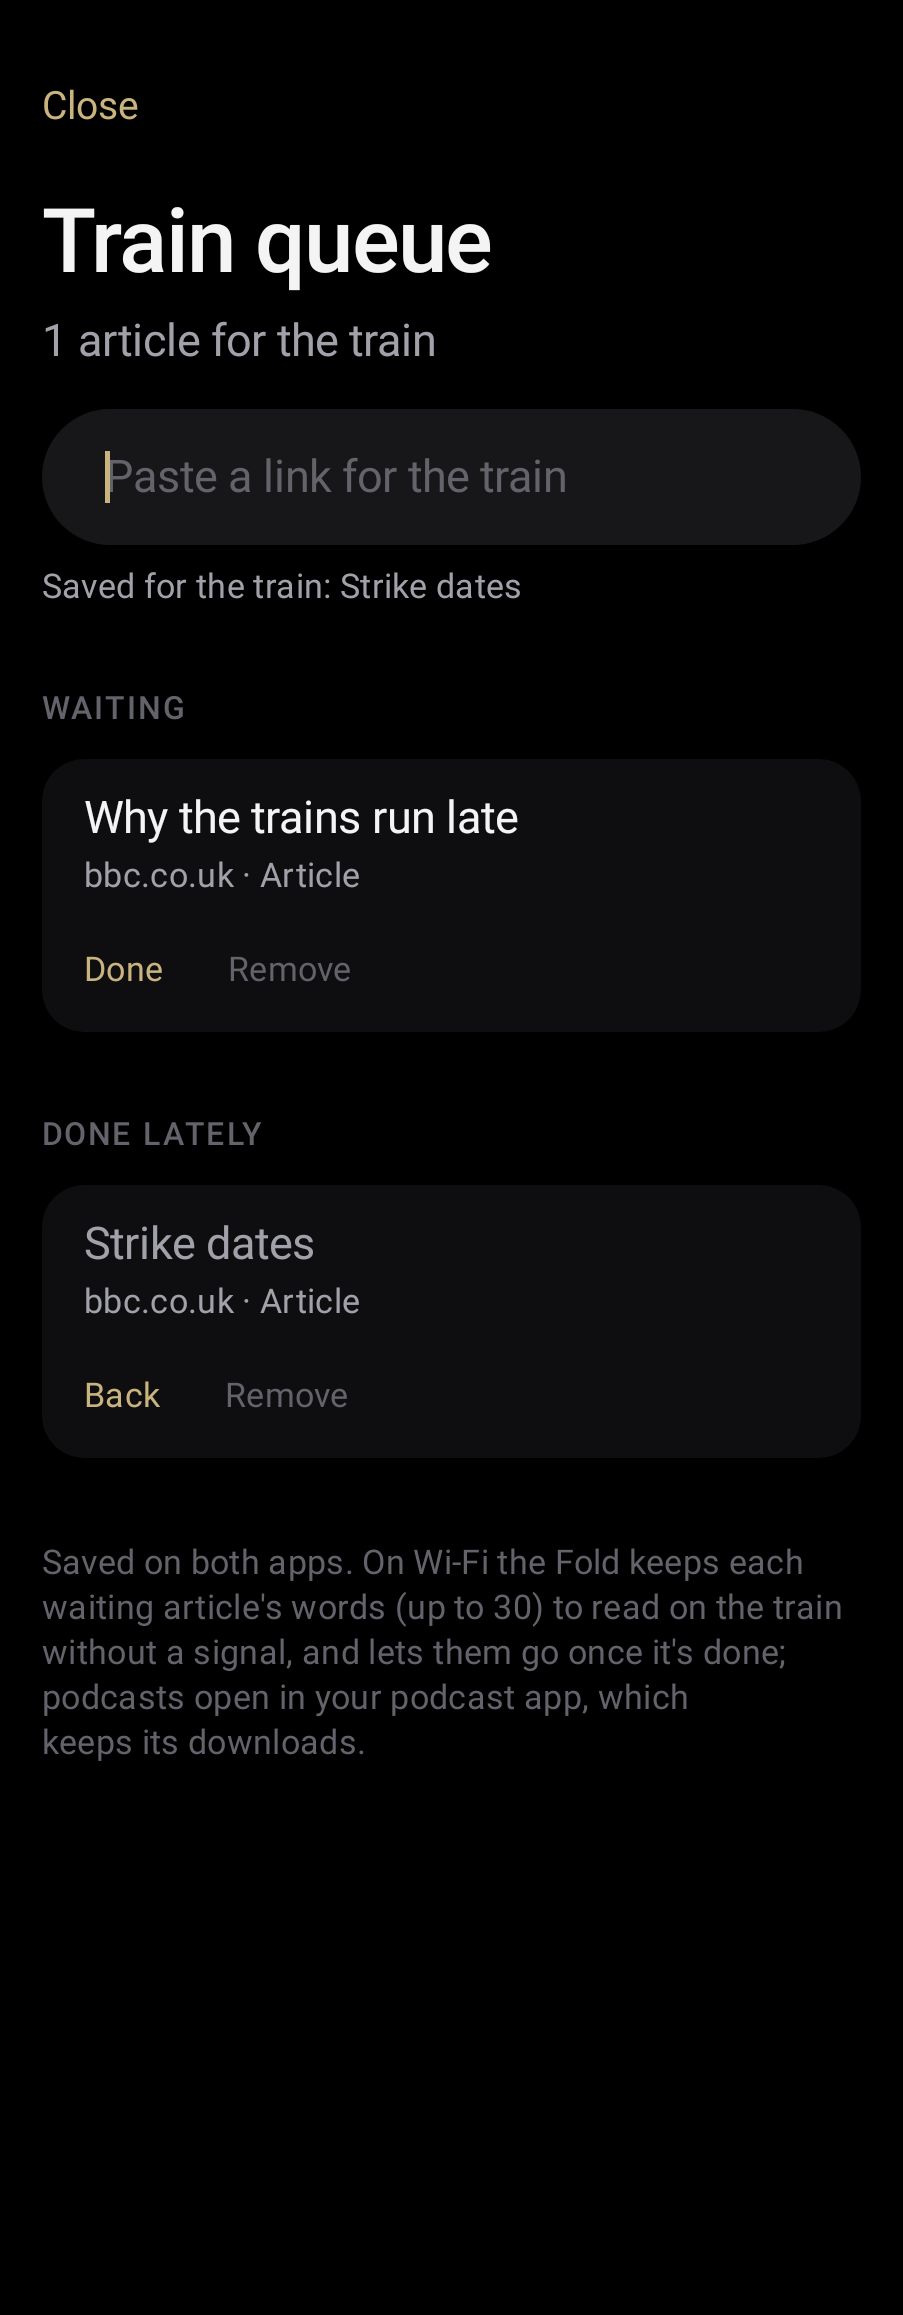 Close
Train queue
1 article for the train
Paste a link for the train
Saved for the train: Strike dates
WAITING
Why the trains run late
bbc.co.uk · Article
Done Remove
DONE LATELY
Strike dates
bbc.co.uk · Article
Back Remove
Saved on both apps. On Wi-Fi the Fold keeps each
waiting article's words (up to 30) to read on the train
without a signal, and lets them go once it's done;
podcasts open in your podcast app, which
keeps its downloads.